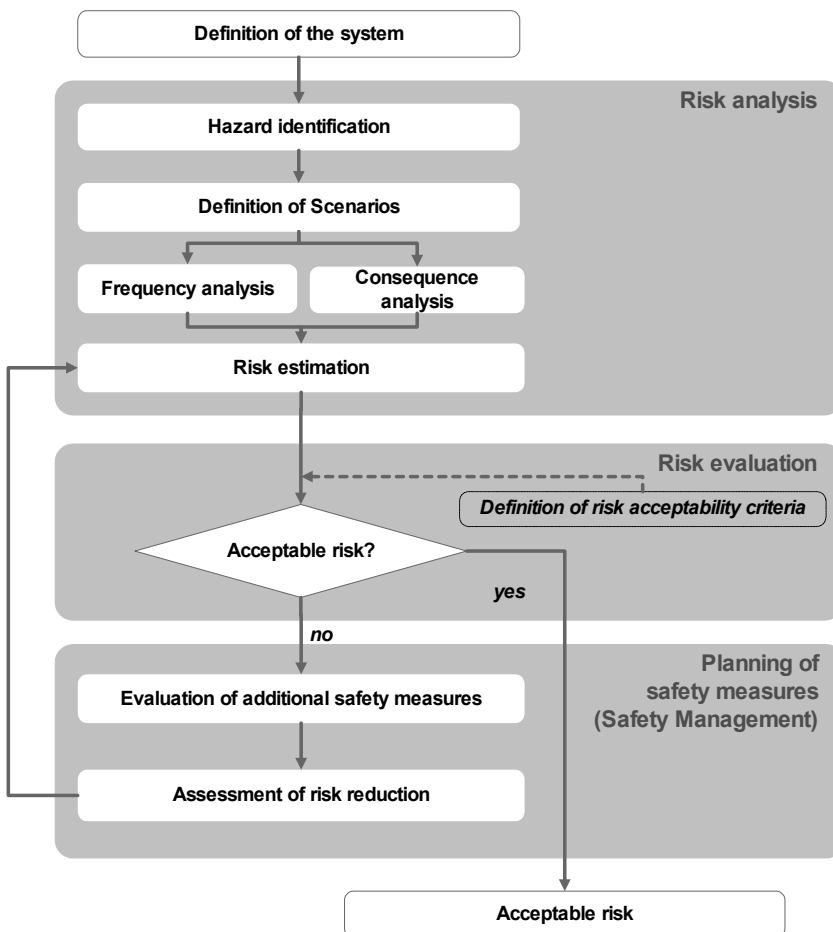 Definition of the system
Risk analysis
Hazard identification
Definition of Scenarios
Frequency analysis
Consequence
analysis
Risk estimation
Risk evaluation
Definition of risk acceptability criteria
Acceptable risk?
yes
no
Planning of
safety measures
(Safety Management)
Evaluation of additional safety measures
Assessment of risk reduction
Acceptable risk